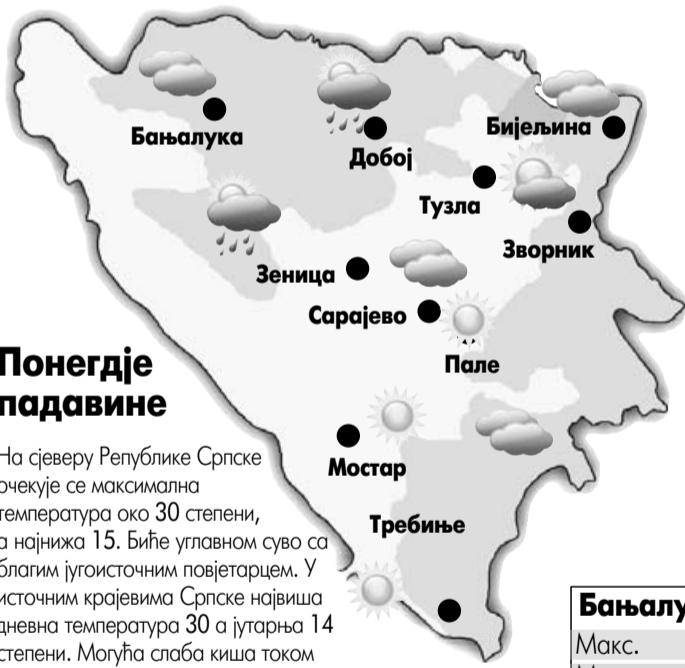 Бањалука
Добој
Бијељина
Тузла
Зворник
Зеница
Сарајево
Пале
Мостар
Требиње
Понегдје
падавине
На сјеверу Републике Српске
очекује се максимална
температура око 30 степени,
а најнижа 15. Биће углавном суво са
благим југоисточним повјетарцем. У
источним крајевима Српске највиша
дневна температура 30 а јутарња 14
степени. Могућа слаба киша током
Бањалу
Макс.